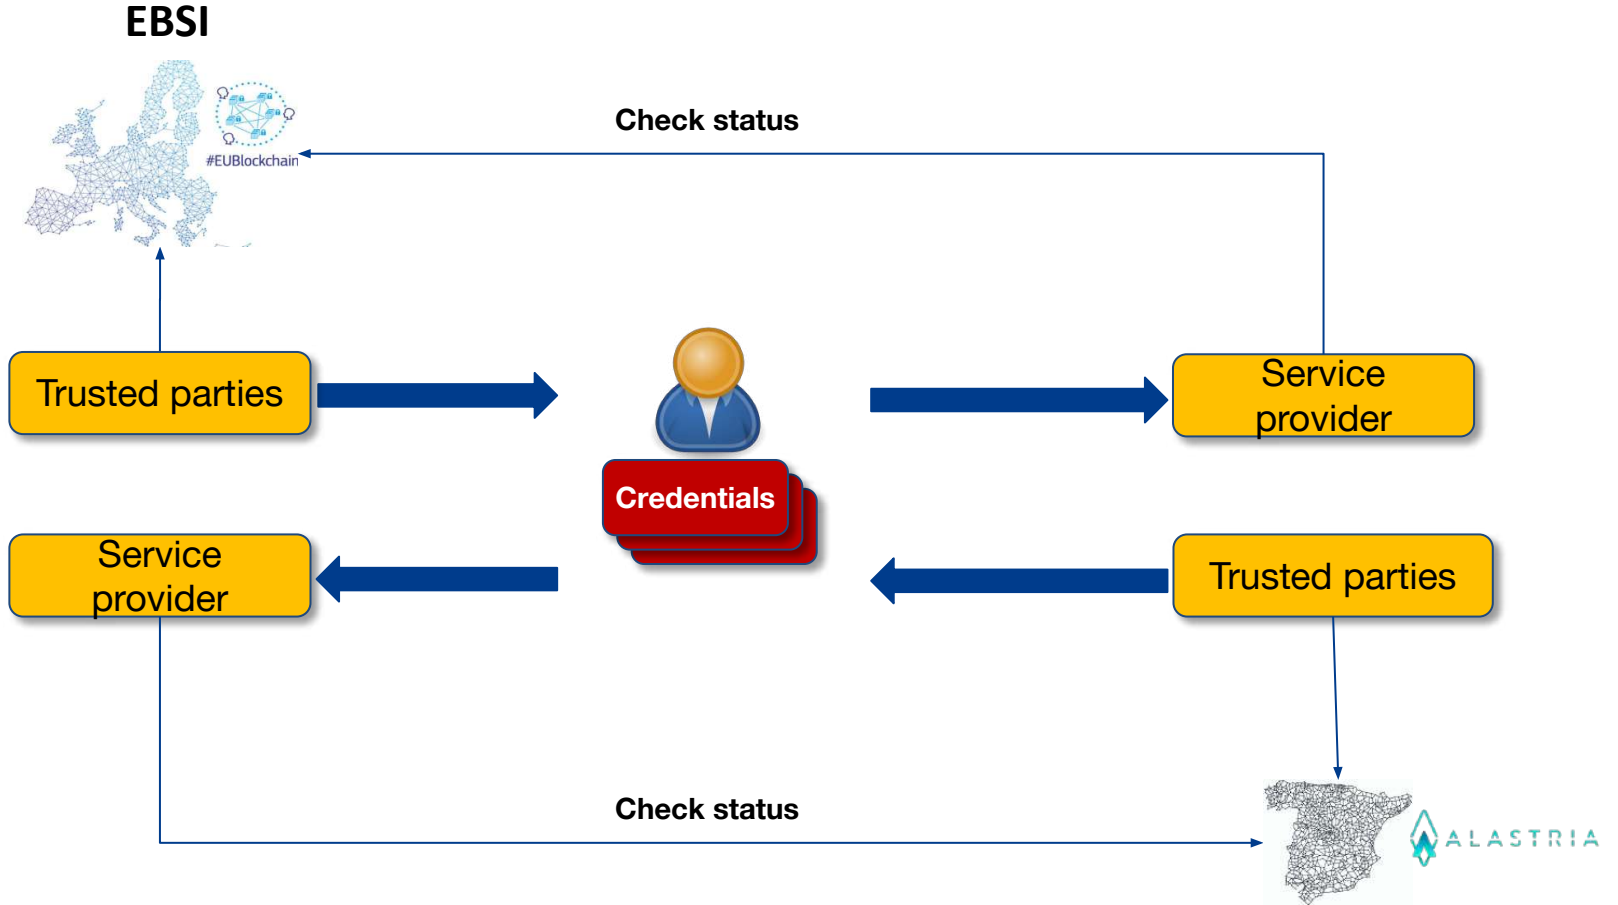 EBSI
#EUBlockchain
Check status
Trusted parties
Service
provider
Credentials
Service
provider
Trusted parties
Check status
ALASTRIA